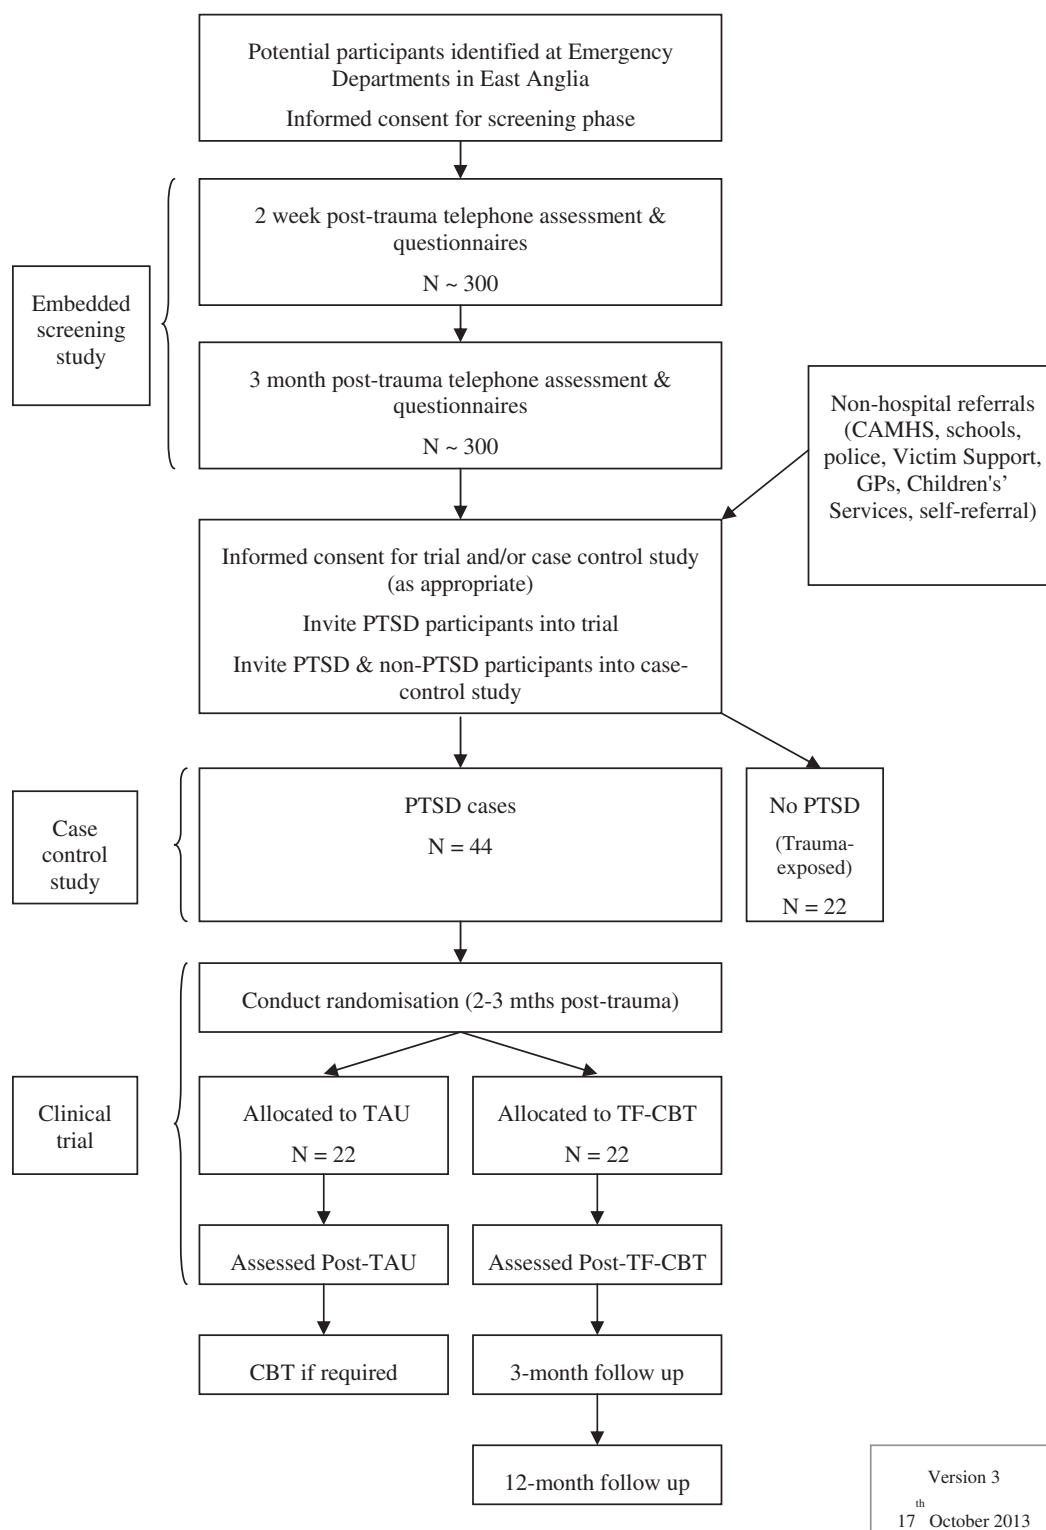 Potential participants identified at Emergency
Departments in East Anglia
Informed consent for screening phase
2 week post-trauma telephone assessment &
questionnaires
N ~ 300
Embedded
screening
study
3 month post-trauma telephone assessment &
questionnaires
N ~ 300
Non-hospital referrals
(CAMHS, schools,
police, Victim Support,
GPs, Children's’
Services, self-referral)
Informed consent for trial and/or case control study
(as appropriate)
Invite PTSD participants into trial
Invite PTSD & non-PTSD participants into case-
control study
Case
control
study
PTSD cases
N = 44
No PTSD
(Trauma-
exposed)
N = 22
Conduct randomisation (2-3 mths post-trauma)
Clinical
trial
Allocated to TAU
N = 22
Allocated to TF-CBT
N = 22
Assessed Post-TAU
Assessed Post-TF-CBT
CBT if required
3-month follow up
12-month follow up
Version 3
17th October 2013